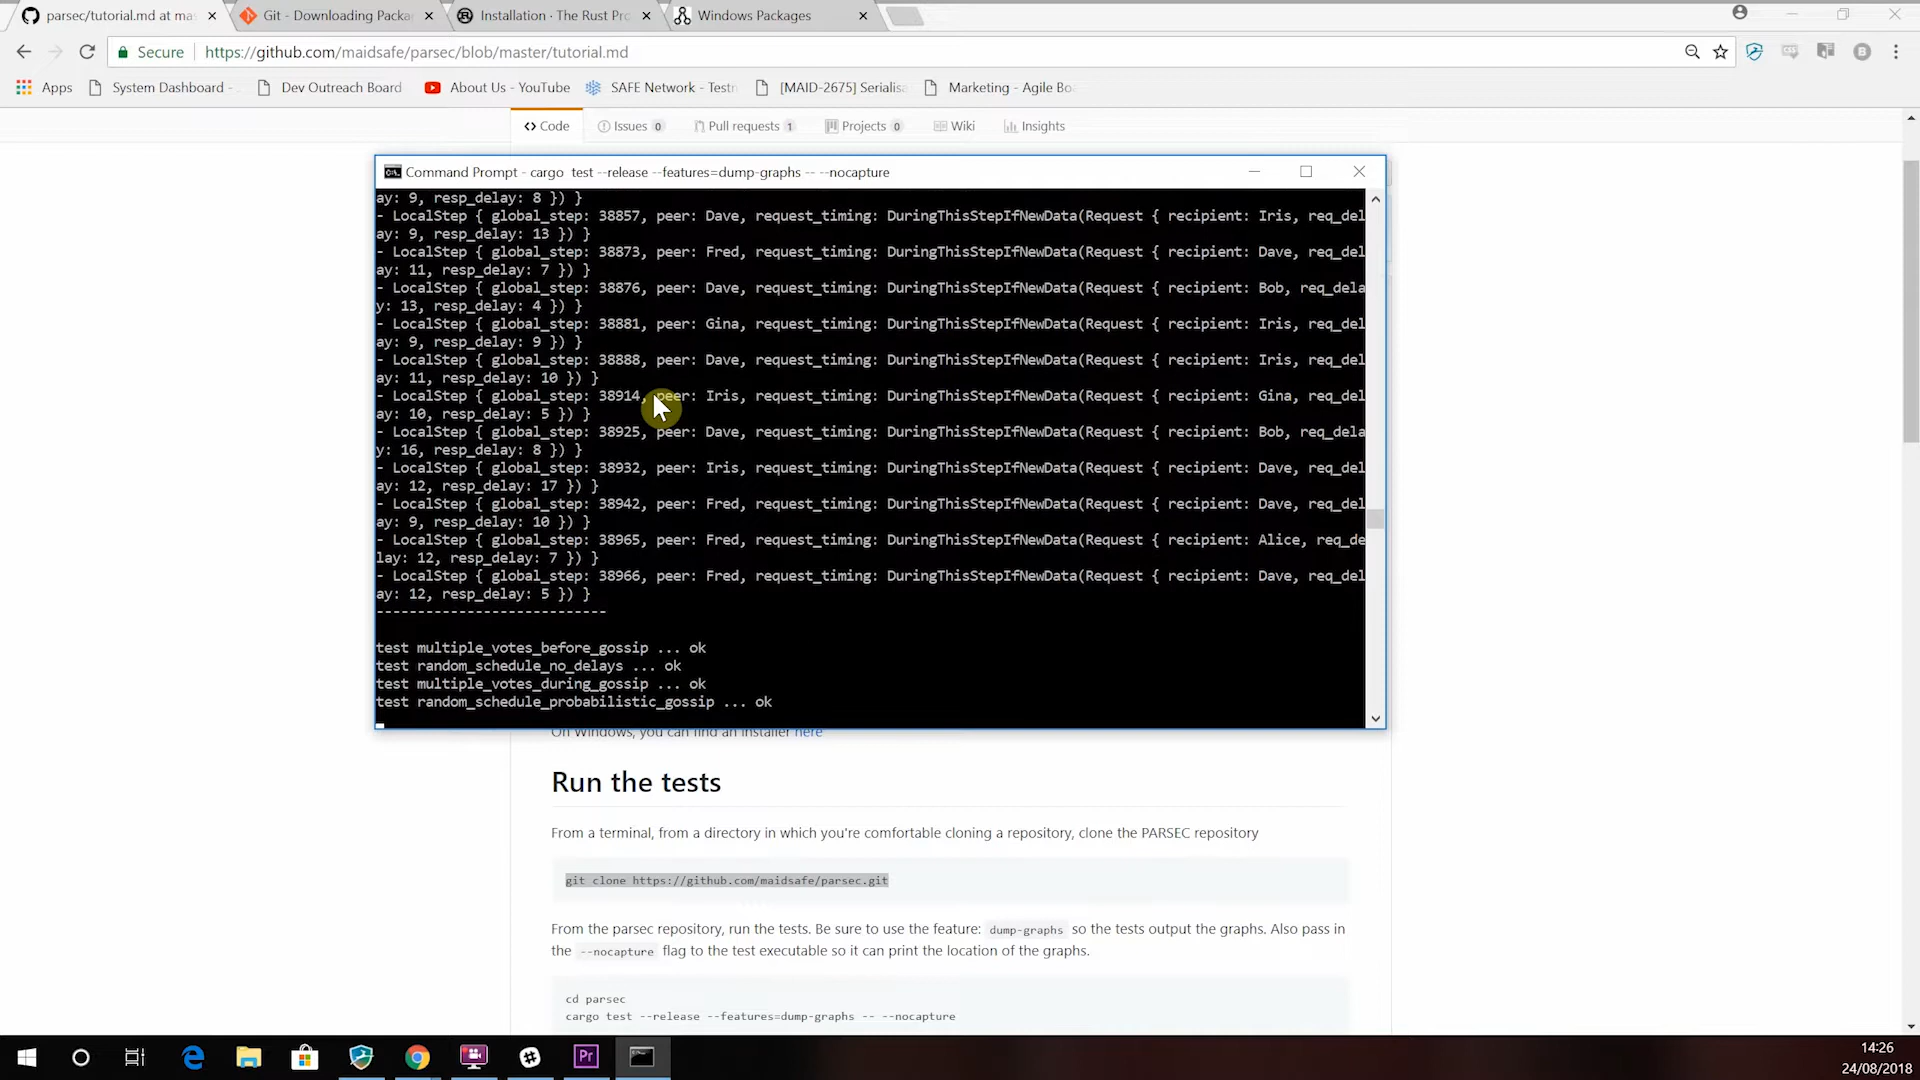 parsec/tutorial.md at mas
Git - Downloading Packa
Installation · The Rust Pro
Windows Packages
Secure https://github.com/maidsafe/parsec/blob/master/tutorial.md
Apps System Dashboard - Dev Outreach Board About Us - YouTube SAFE Network - Testn [MAID-2675] Serialisa Marketing - Agile Boa
Code Issues 0 Pull requests 1 Projects 0 Wiki Insights
Command Prompt - cargo test --release --features=dump-graphs -- --nocapture
ay: 9, resp_delay: 8 }) }
- LocalStep { global_step: 38857, peer: Dave, request_timing: DuringThisStepIfNewData(Request { recipient: Iris, req_del
ay: 9, resp_delay: 13 }) }
- LocalStep { global_step: 38873, peer: Fred, request_timing: DuringThisStepIfNewData(Request { recipient: Dave, req_del
ay: 11, resp_delay: 7 }) }
- LocalStep { global_step: 38876, peer: Dave, request_timing: DuringThisStepIfNewData(Request { recipient: Bob, req_dela
y: 13, resp_delay: 4 }) }
- LocalStep { global_step: 38881, peer: Gina, request_timing: DuringThisStepIfNewData(Request { recipient: Iris, req_del
ay: 9, resp_delay: 9 }) }
- LocalStep { global_step: 38888, peer: Dave, request_timing: DuringThisStepIfNewData(Request { recipient: Iris, req_del
ay: 11, resp_delay: 10 }) }
- LocalStep { global_step: 38914, peer: Iris, request_timing: DuringThisStepIfNewData(Request { recipient: Gina, req_del
ay: 10, resp_delay: 5 }) }
- LocalStep { global_step: 38925, peer: Dave, request_timing: DuringThisStepIfNewData(Request { recipient: Bob, req_dela
y: 16, resp_delay: 8 }) }
- LocalStep { global_step: 38932, peer: Iris, request_timing: DuringThisStepIfNewData(Request { recipient: Dave, req_del
ay: 12, resp_delay: 17 }) }
- LocalStep { global_step: 38942, peer: Fred, request_timing: DuringThisStepIfNewData(Request { recipient: Dave, req_del
ay: 9, resp_delay: 10 }) }
- LocalStep { global_step: 38965, peer: Fred, request_timing: DuringThisStepIfNewData(Request { recipient: Alice, req_de
lay: 12, resp_delay: 7 }) }
- LocalStep { global_step: 38966, peer: Fred, request_timing: DuringThisStepIfNewData(Request { recipient: Dave, req_del
ay: 12, resp_delay: 5 }) }
----------------------------
test multiple_votes_before_gossip ... ok
test random_schedule_no_delays ... ok
test multiple_votes_during_gossip ... ok
test random_schedule_probabilistic_gossip ... ok
On Windows, you can find an installer here
Run the tests
From a terminal, from a directory in which you're comfortable cloning a repository, clone the PARSEC repository
git clone https://github.com/maidsafe/parsec.git
From the parsec repository, run the tests. Be sure to use the feature: dump-graphs so the tests output the graphs. Also pass in
the --nocapture flag to the test executable so it can print the location of the graphs.
cd parsec
cargo test --release --features=dump-graphs -- --nocapture
Pr
14:26
24/08/2018